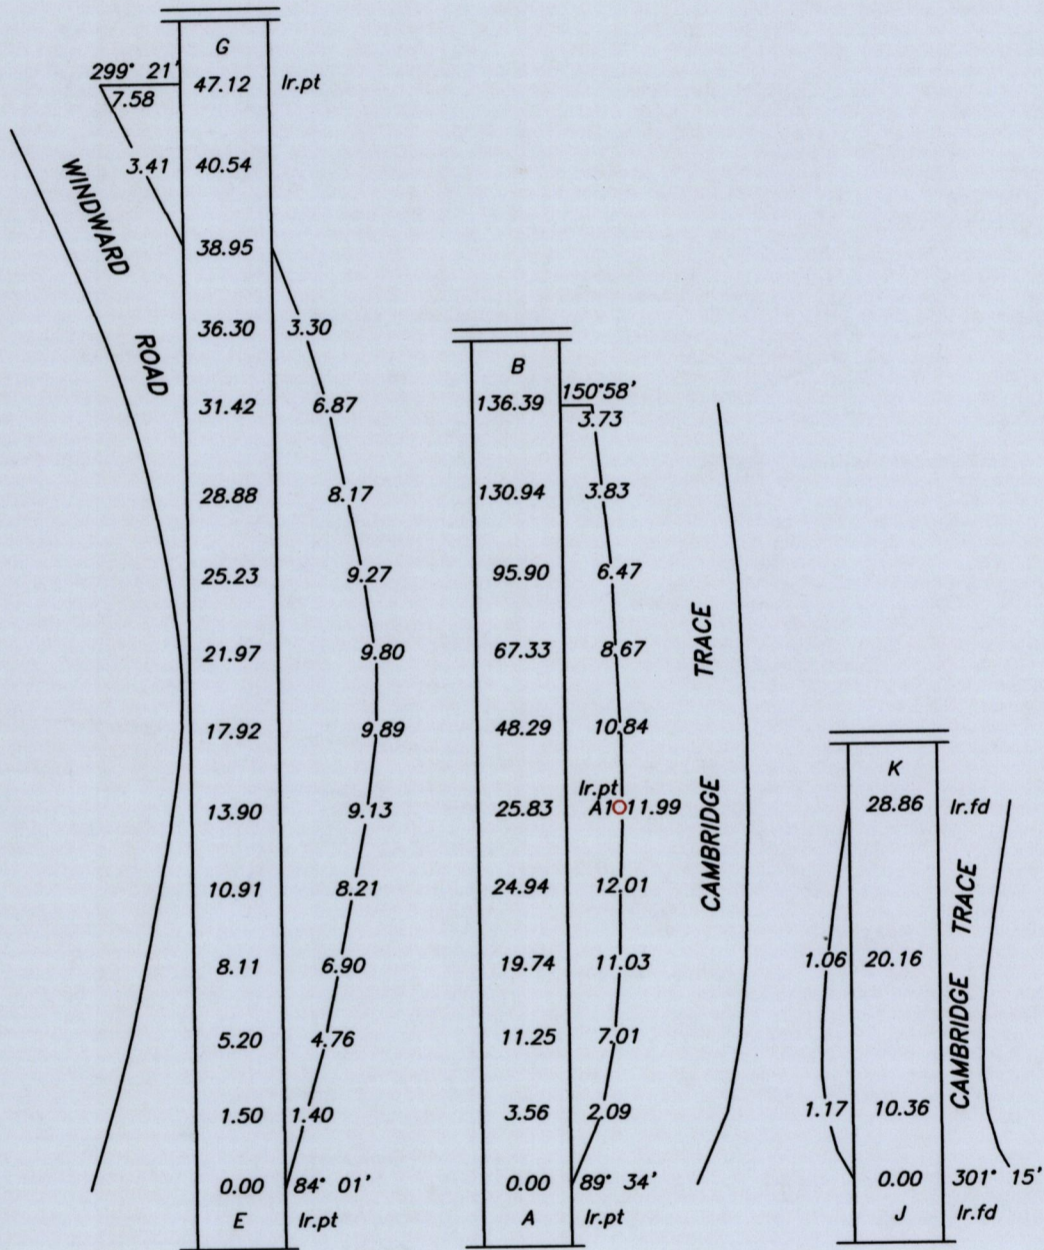 G
299° 21' 47.12 Ir.pt
7.58
3.41 40.54
WINDWARD ROAD
38.95
36.30 3.30
31.42 6.87
28.88 8.17
25.23 9.27
21.97 9.80
17.92 9.89
13.90 9.13
10.91 8.21
8.11 6.90
5.20 4.76
1.50 1.40
0.00 84° 01'
E Ir.pt
B
136.39 150°58'
3.73
130.94 3.83
95.90 6.47
67.33 8.67
48.29 10.84
Ir.pt
25.83 A1 11.99
24.94 12.01
19.74 11.03
11.25 7.01
3.56 2.09
0.00 89° 34'
A Ir.pt
CAMBRIDGE TRACE
K
28.86 Ir.fd
1.06 20.16
1.17 10.36
0.00 301° 15'
J Ir.fd
CAMBRIDGE TRACE